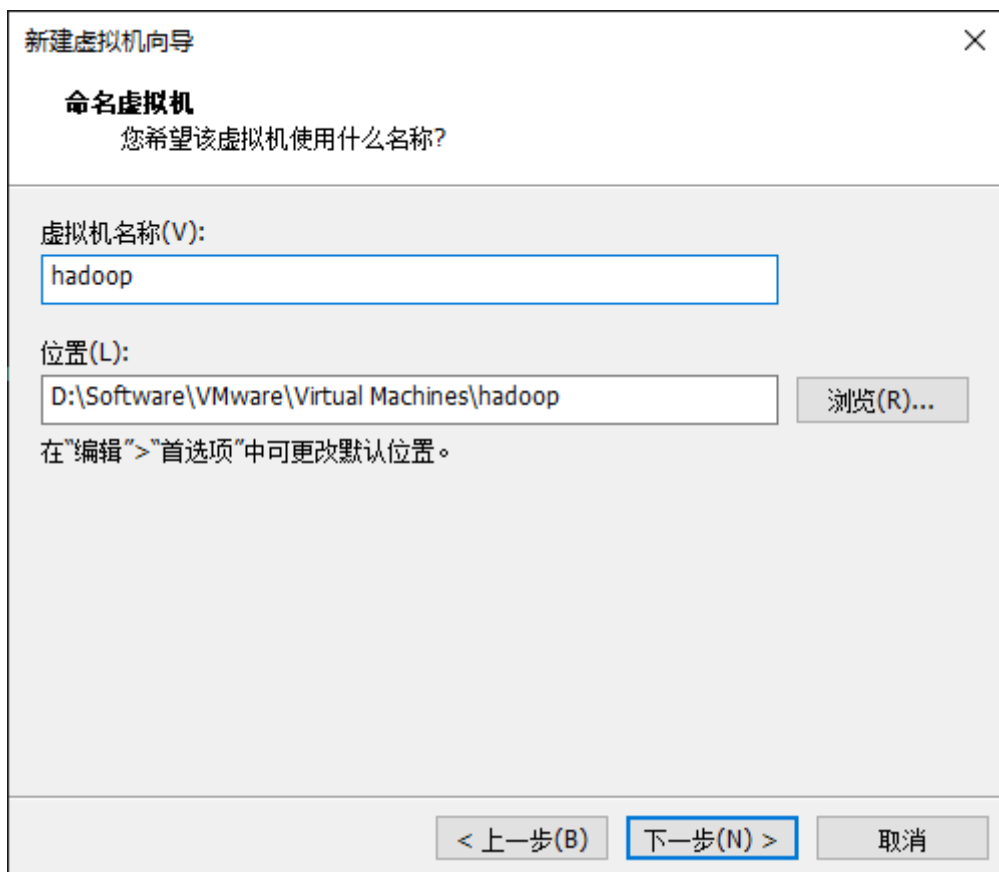 新建虚拟机向导
命名虚拟机
您希望该虚拟机使用什么名称?
虚拟机名称(V):
hadoop
位置(L):
D:\Software\VMware\Virtual Machines\hadoop
浏览(R)...
在"编辑">"首选项"中可更改默认位置。
< 上一步(B)
下一步(N) >
取消